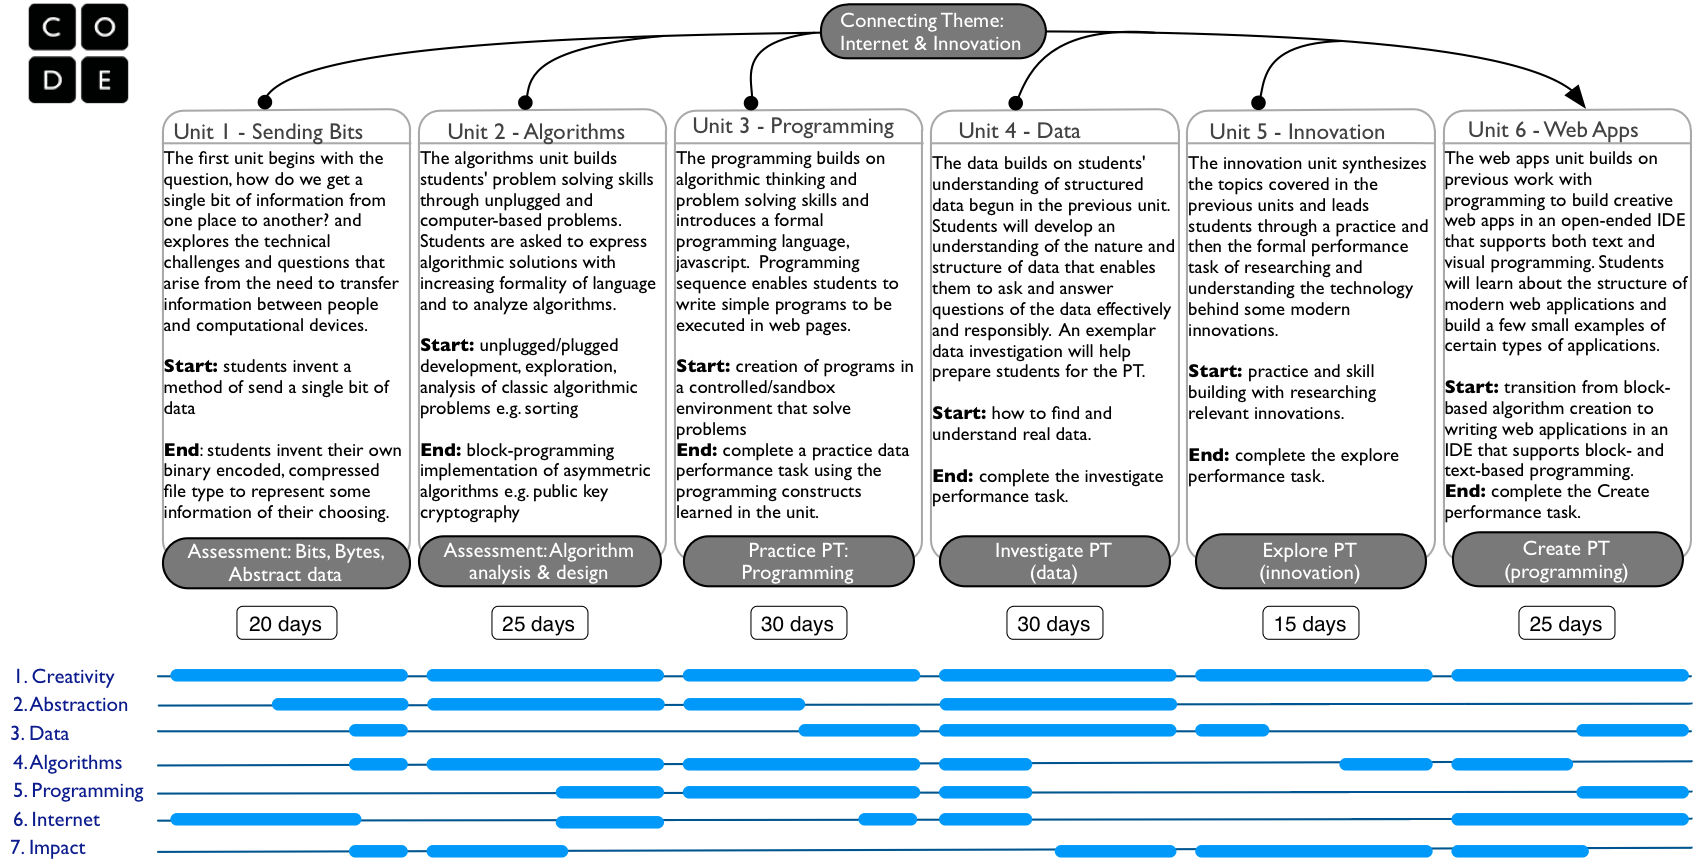 C O
D E
Connecting Theme:
Internet & Innovation
Unit 1 - Sending Bits
The first unit begins with the
question, how do we get a
single bit of information from
one place to another? and
explores the technical
challenges and questions that
arise from the need to transfer
information between people
and computational devices.
Start: students invent a
method of send a single bit of
data
End: students invent their own
binary encoded, compressed
file type to represent some
information of their choosing.
Assessment: Bits, Bytes,
Abstract data
20 days
Unit 2 - Algorithms
The algorithms unit builds
students' problem solving skills
through unplugged and
computer-based problems.
Students are asked to express
algorithmic solutions with
increasing formality of language
and to analyze algorithms.
Start: unplugged/plugged
development, exploration,
analysis of classic algorithmic
problems e.g. sorting
End: block-programming
implementation of asymmetric
algorithms e.g. public key
cryptography
Assessment: Algorithm
analysis & design
25 days
Unit 3 - Programming
The programming builds on
algorithmic thinking and
problem solving skills and
introduces a formal
programming language,
javascript. Programming
sequence enables students to
write simple programs to be
executed in web pages.
Start: creation of programs in
a controlled/sandbox
environment that solve
problems
End: complete a practice data
performance task using the
programming constructs
learned in the unit.
Practice PT:
Programming
30 days
Unit 4 - Data
The data builds on students'
understanding of structured
data begun in the previous unit.
Students will develop an
understanding of the nature and
structure of data that enables
them to ask and answer
questions of the data effectively
and responsibly. An exemplar
data investigation will help
prepare students for the PT.
Start: how to find and
understand real data.
End: complete the investigate
performance task.
Investigate PT
(data)
30 days
Unit 5 - Innovation
The innovation unit synthesizes
the topics covered in the
previous units and leads
students through a practice and
then the formal performance
task of researching and
understanding the technology
behind some modern
innovations.
Start: practice and skill
building with researching
relevant innovations.
End: complete the explore
performance task.
Explore PT
(innovation)
15 days
Unit 6 - Web Apps
The web apps unit builds on
previous work with
programming to build creative
web apps in an open-ended IDE
that supports both text and
visual programming. Students
will learn about the structure of
modern web applications and
build a few small examples of
certain types of applications.
Start: transition from block-
based algorithm creation to
writing web applications in an
IDE that supports block- and
text-based programming.
End: complete the Create
performance task.
Create PT
(programming)
25 days
1. Creativity
2. Abstraction
3. Data
4. Algorithms
5. Programming
6. Internet
7. Impact